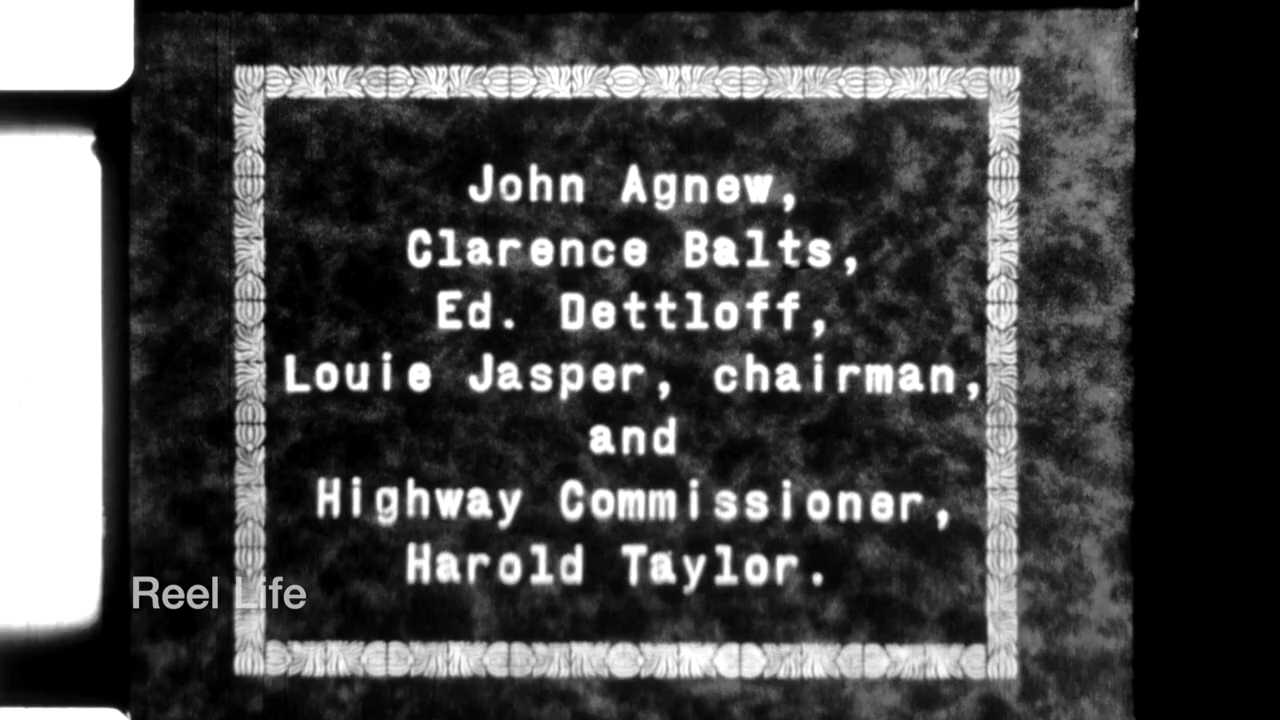 John Agnew,
Clarence Balts,
Ed. Dettloff,
Louie Jasper, chairman,
and
Highway Commissioner,
Harold Taylor.
Reel Life